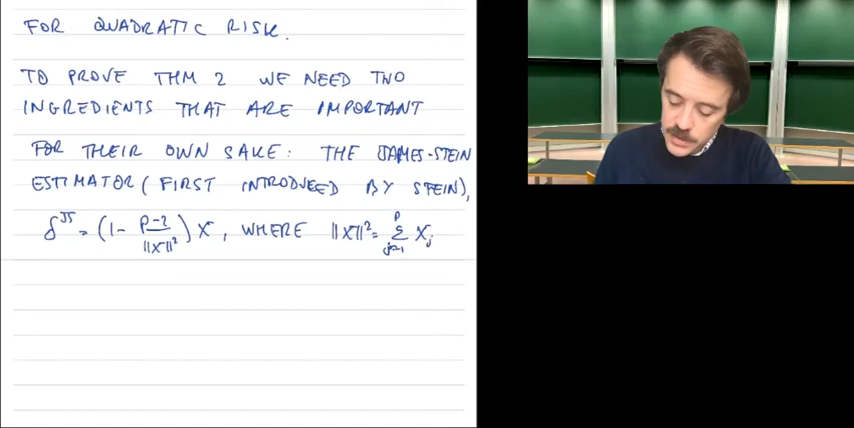 FOR QUADRATIC RISK.
TO PROVE THM 2 WE NEED TWO
INGREDIENTS THAT ARE IMPORTANT
FOR THEIR OWN SAKE: THE JAMES-STEIN
ESTIMATOR (FIRST INTRODUCED BY STEIN),
δ^JS = (1 - p-2/||X||²) X, WHERE ||X||² = Σ_{j=1}^p X_j